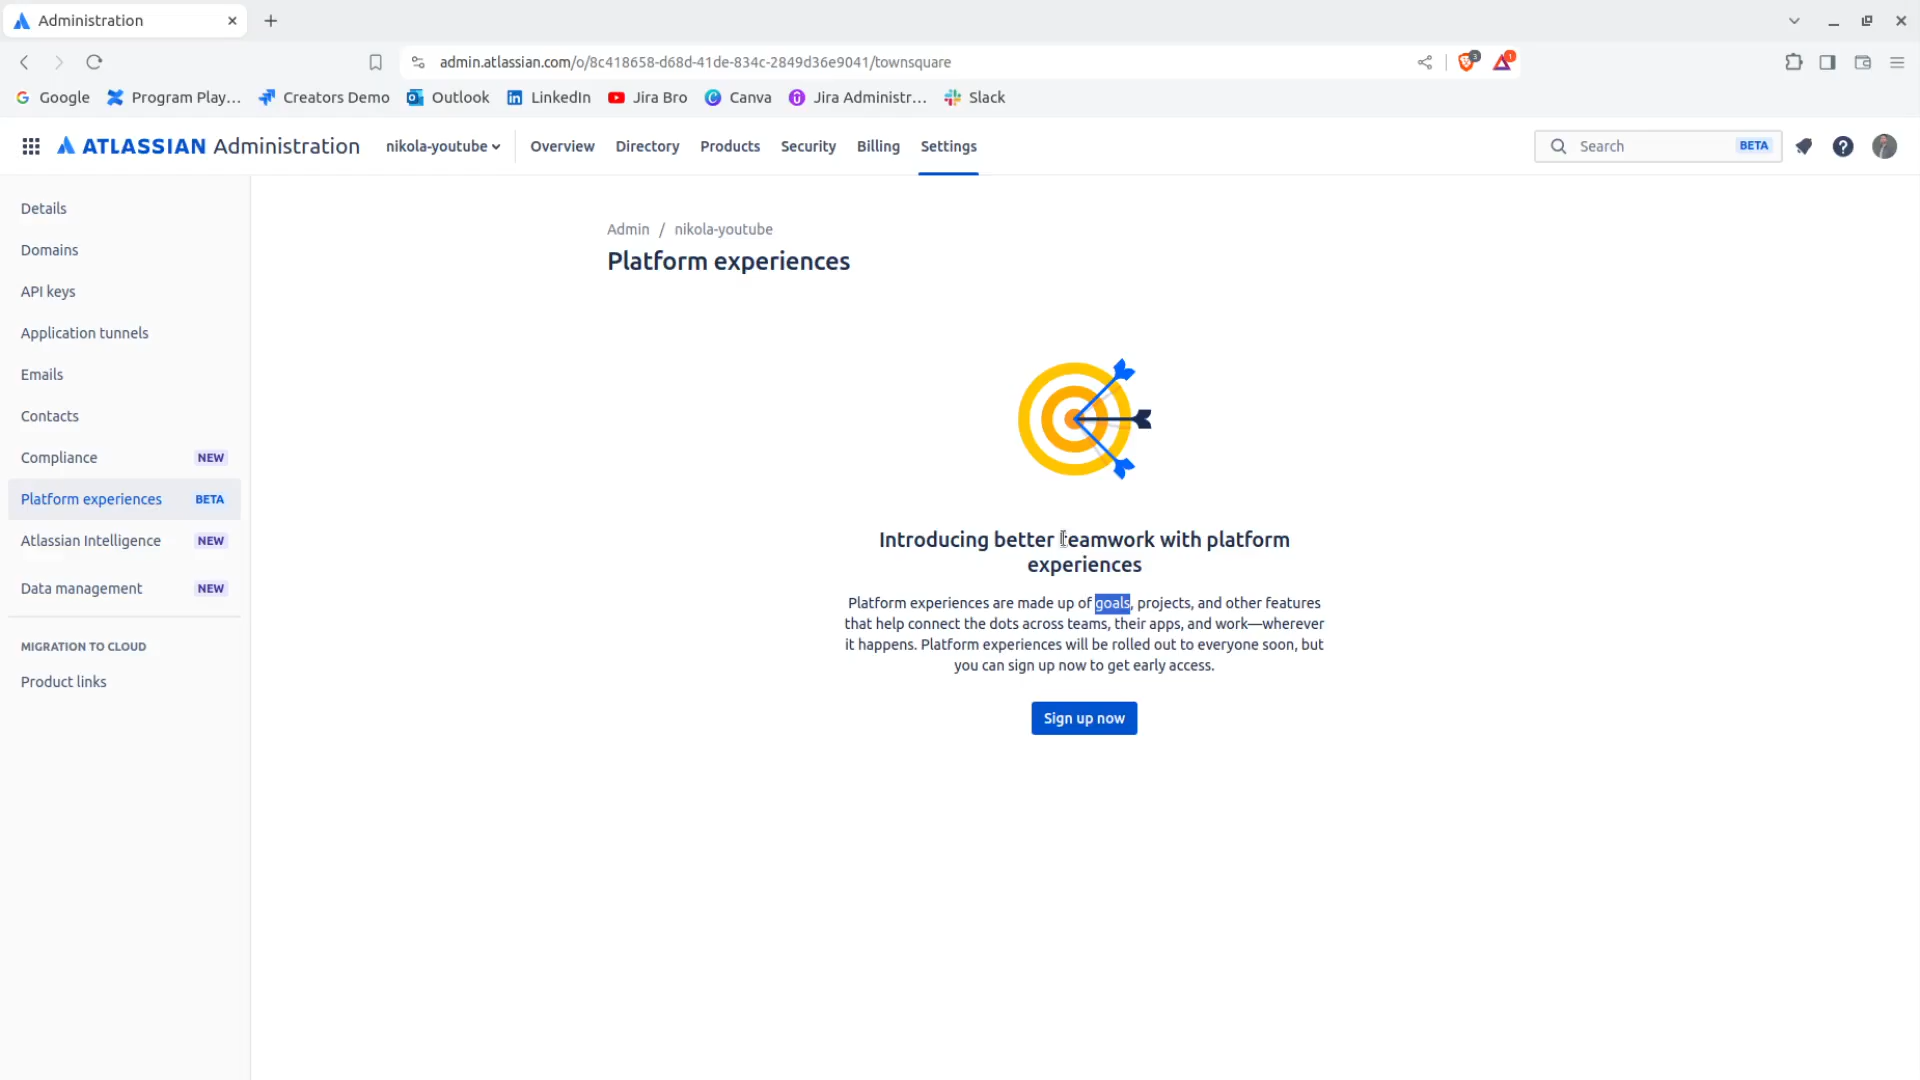 Administration
admin.atlassian.com/o/8c418658-d68d-41de-834c-2849d36e9041/townsquare
3
1
Google
Program Play...
Creators Demo
Outlook
LinkedIn
Jira Bro
Canva
Jira Administr...
Slack
ATLASSIAN Administration
nikola-youtube
Overview
Directory
Products
Security
Billing
Settings
Search
BETA
Details
Domains
API keys
Application tunnels
Emails
Contacts
Compliance NEW
Platform experiences BETA
Atlassian Intelligence NEW
Data management NEW
MIGRATION TO CLOUD
Product links
Admin / nikola-youtube
Platform experiences
Introducing better teamwork with platform
experiences
Platform experiences are made up of goals, projects, and other features
that help connect the dots across teams, their apps, and work—wherever
it happens. Platform experiences will be rolled out to everyone soon, but
you can sign up now to get early access.
Sign up now